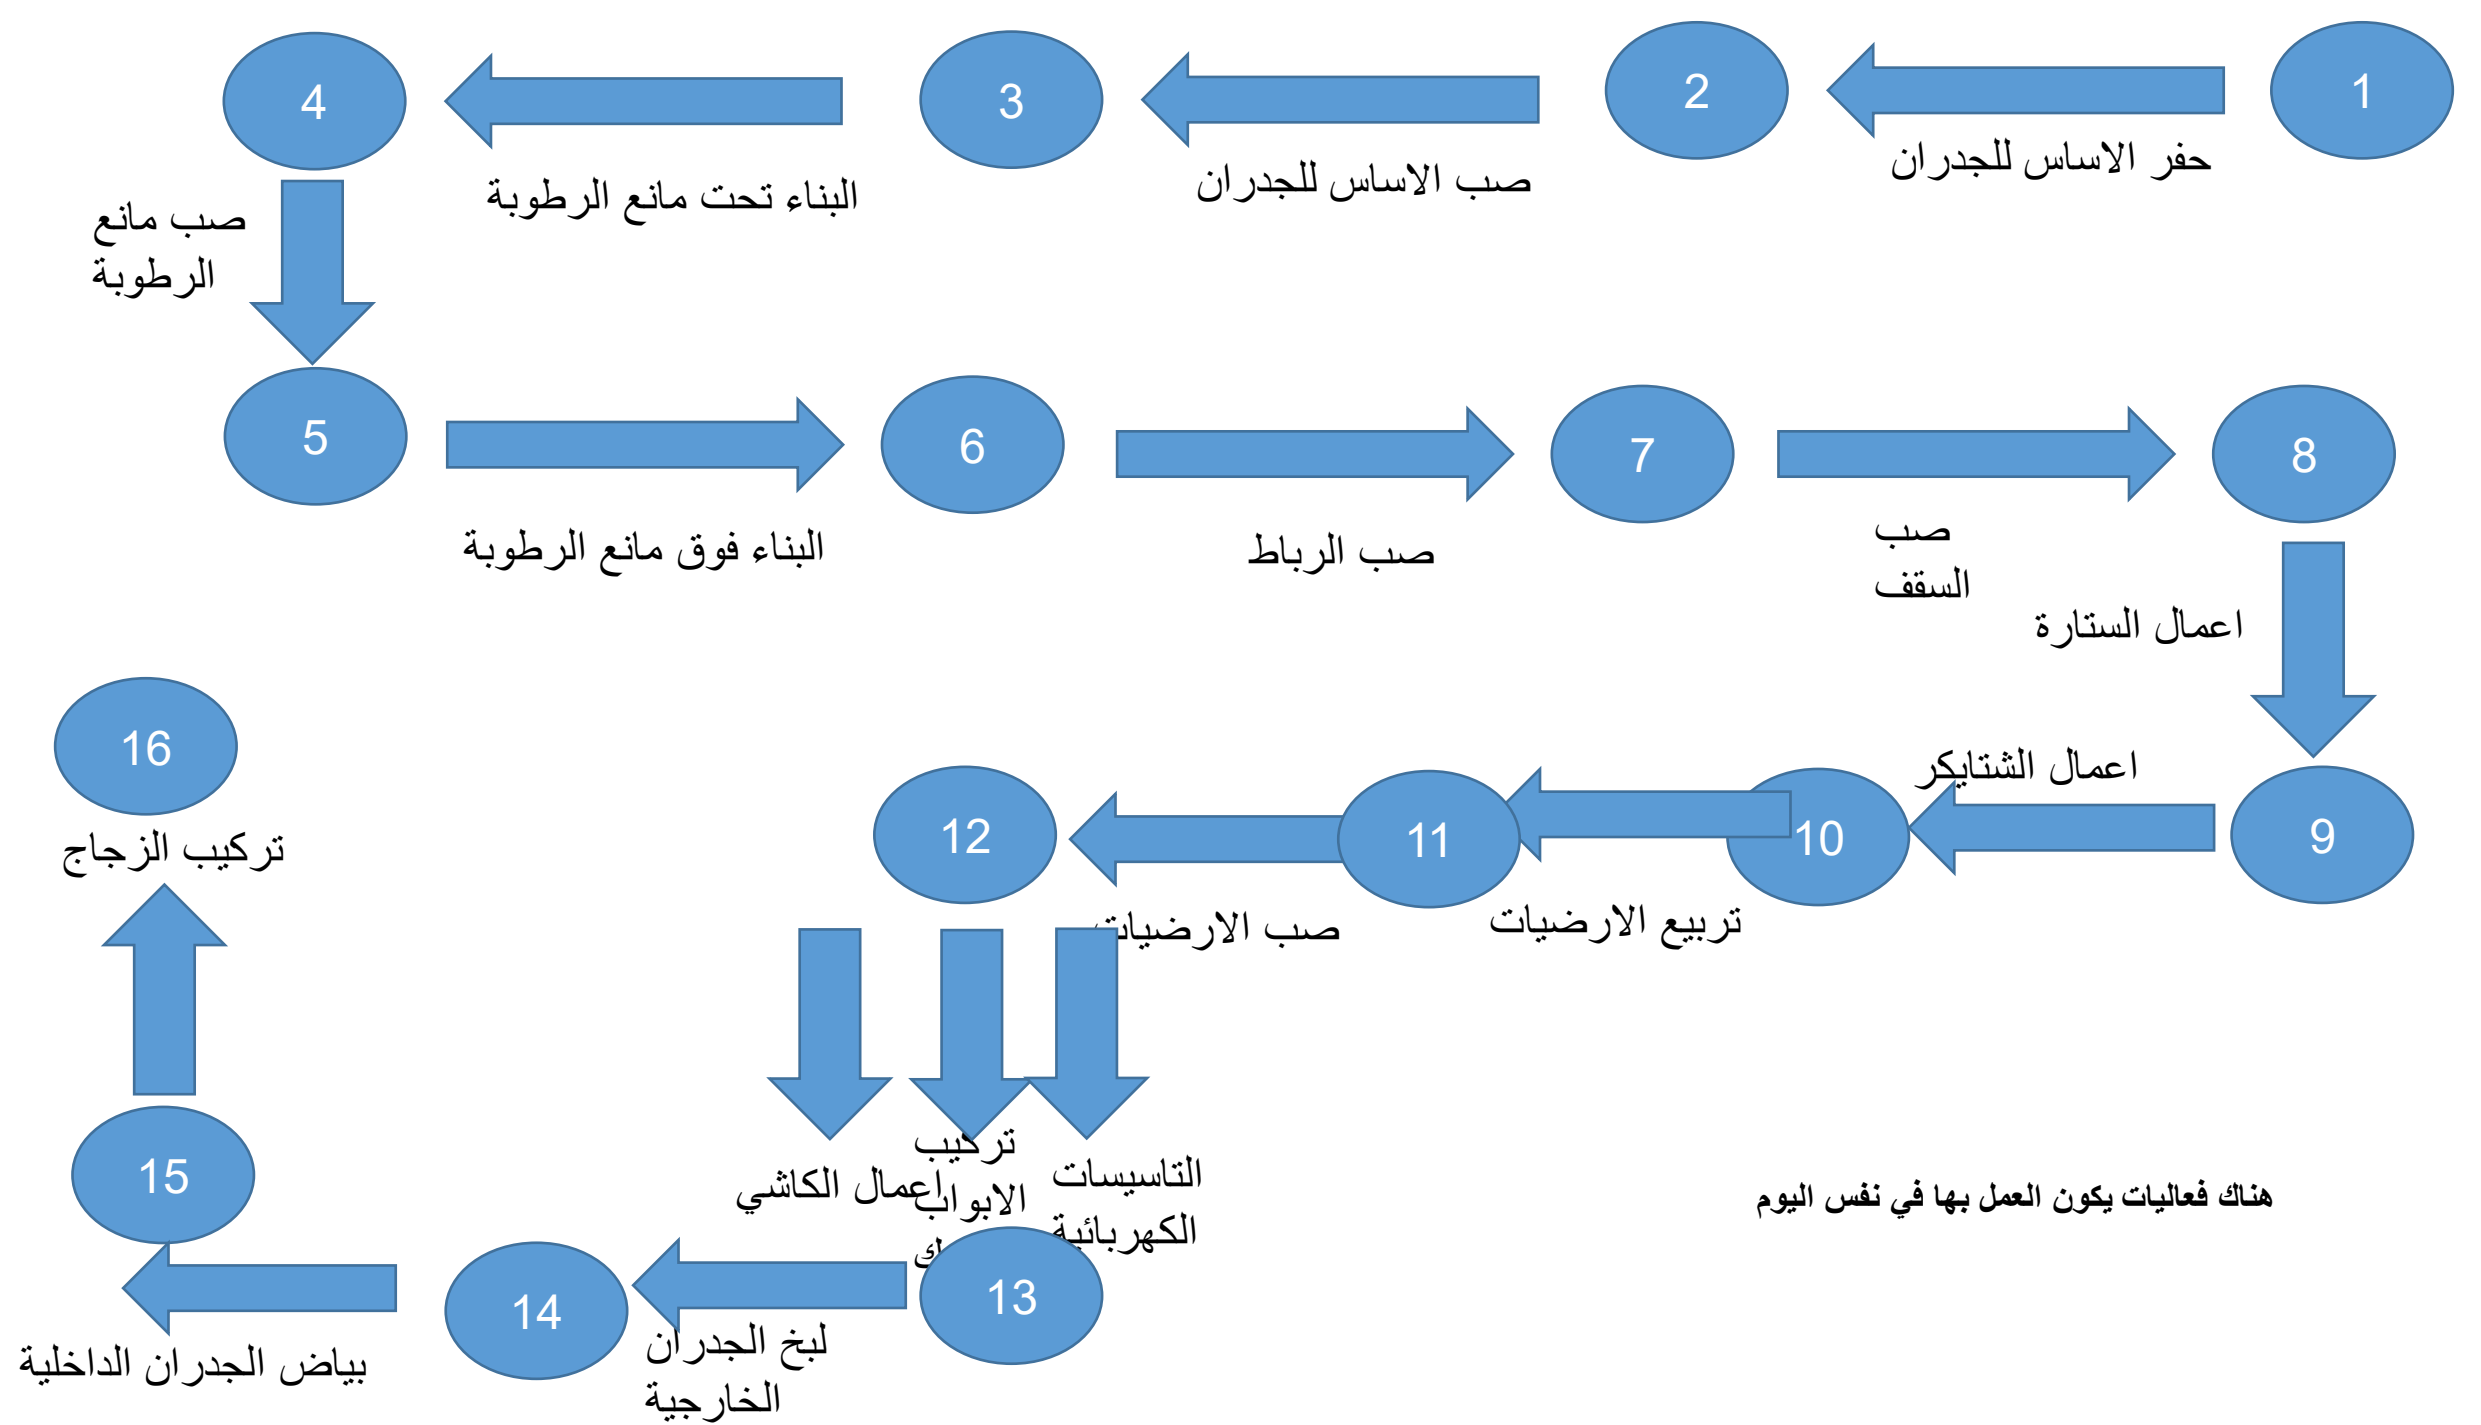 1
حفر الاساس للجدران
2
صب الاساس للجدران
3
البناء تحت مانع الرطوبة
4
صب مانع
الرطوبة
5
البناء فوق مانع الرطوبة
6
صب الرباط
7
صب
السقف
8
اعمال الستارة
9
اعمال الشتايكر
10
تربيع الارضيات
11
صب الارضيات
12
التاسيسات
الكهربائية
تركيب
الابواب
اعمال الكاشي
13
لبخ الجدران
الخارجية
14
بياض الجدران الداخلية
15
تركيب الزجاج
16
هناك فعاليات يكون العمل بها في نفس اليوم